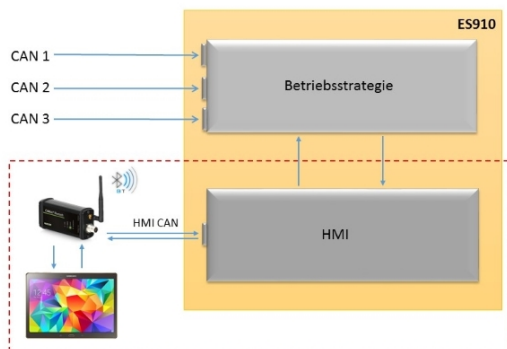 ES910
CAN 1
CAN 2
CAN 3
Betriebsstrategie
HMI CAN
HMI